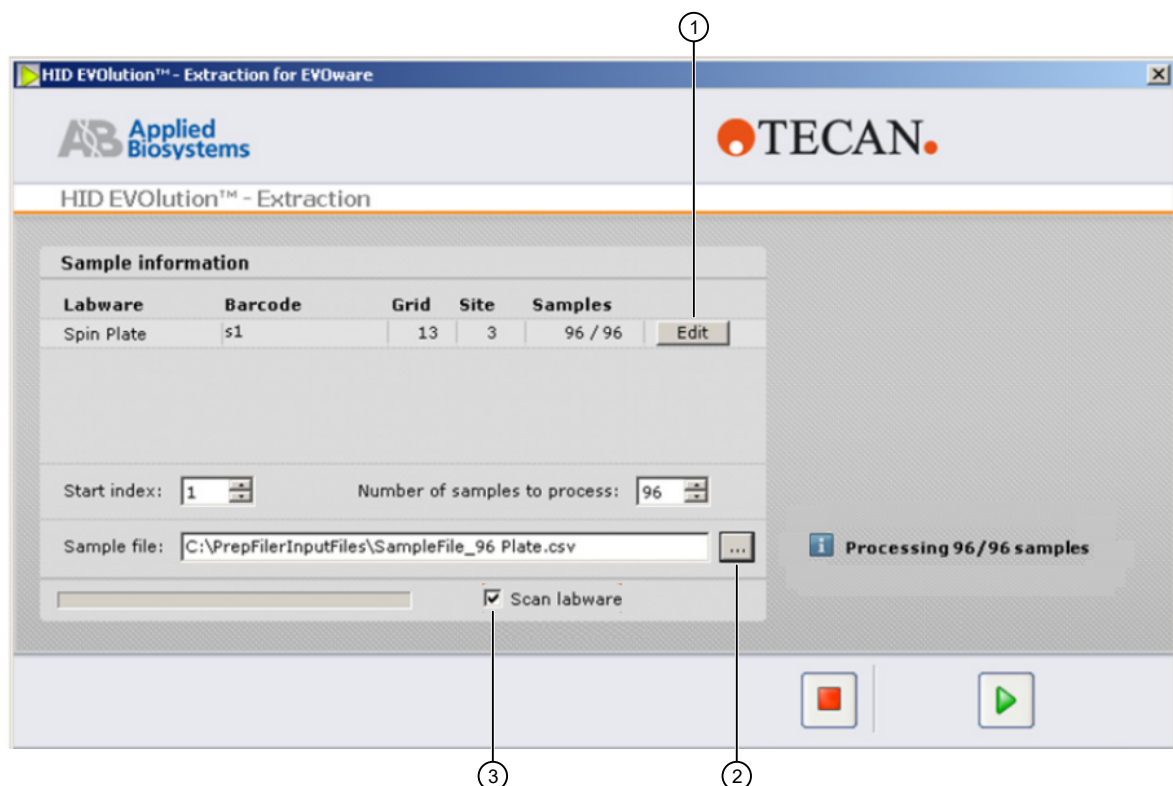 1
HID EVOlution™ - Extraction for EVOware
AB Applied Biosystems
TECAN.
HID EVOlution™ - Extraction
Sample information
Labware Barcode Grid Site Samples
Spin Plate s1 13 3 96 / 96 Edit
Start index: 1 Number of samples to process: 96
Sample file: C:\PrepFilerInputFiles\SampleFile_96 Plate.csv ...
i Processing 96/96 samples
Scan labware
3 2